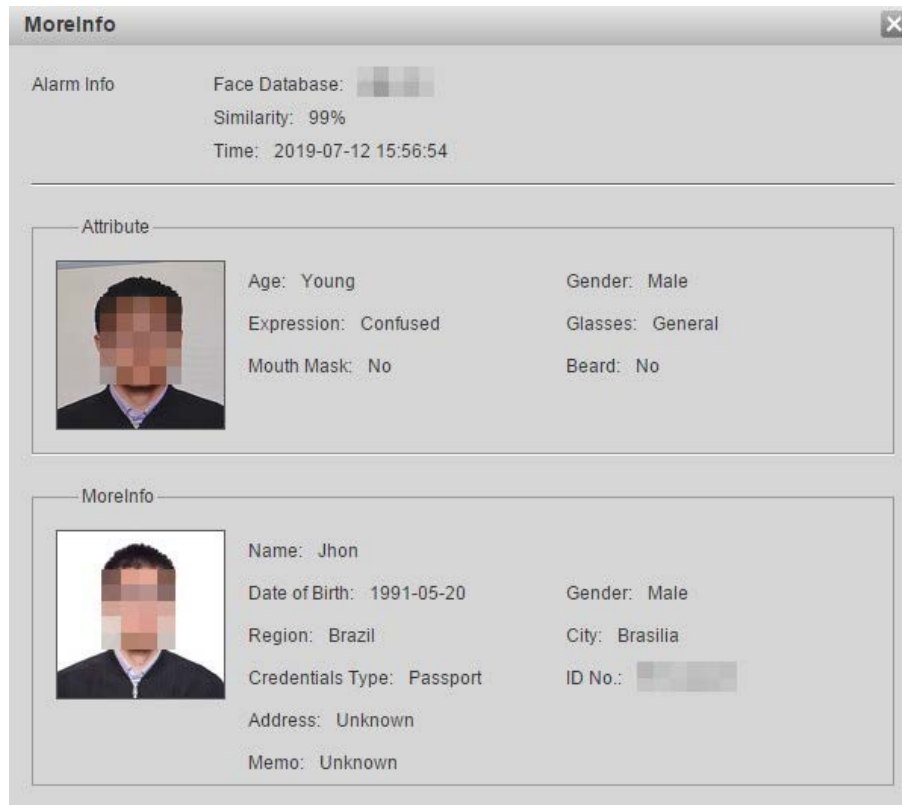 MoreInfo
Alarm Info
Face Database:
Similarity: 99%
Time: 2019-07-12 15:56:54
Attribute
Age: Young Gender: Male
Expression: Confused Glasses: General
Mouth Mask: No Beard: No
MoreInfo
Name: Jhon
Date of Birth: 1991-05-20 Gender: Male
Region: Brazil City: Brasilia
Credentials Type: Passport ID No.:
Address: Unknown
Memo: Unknown